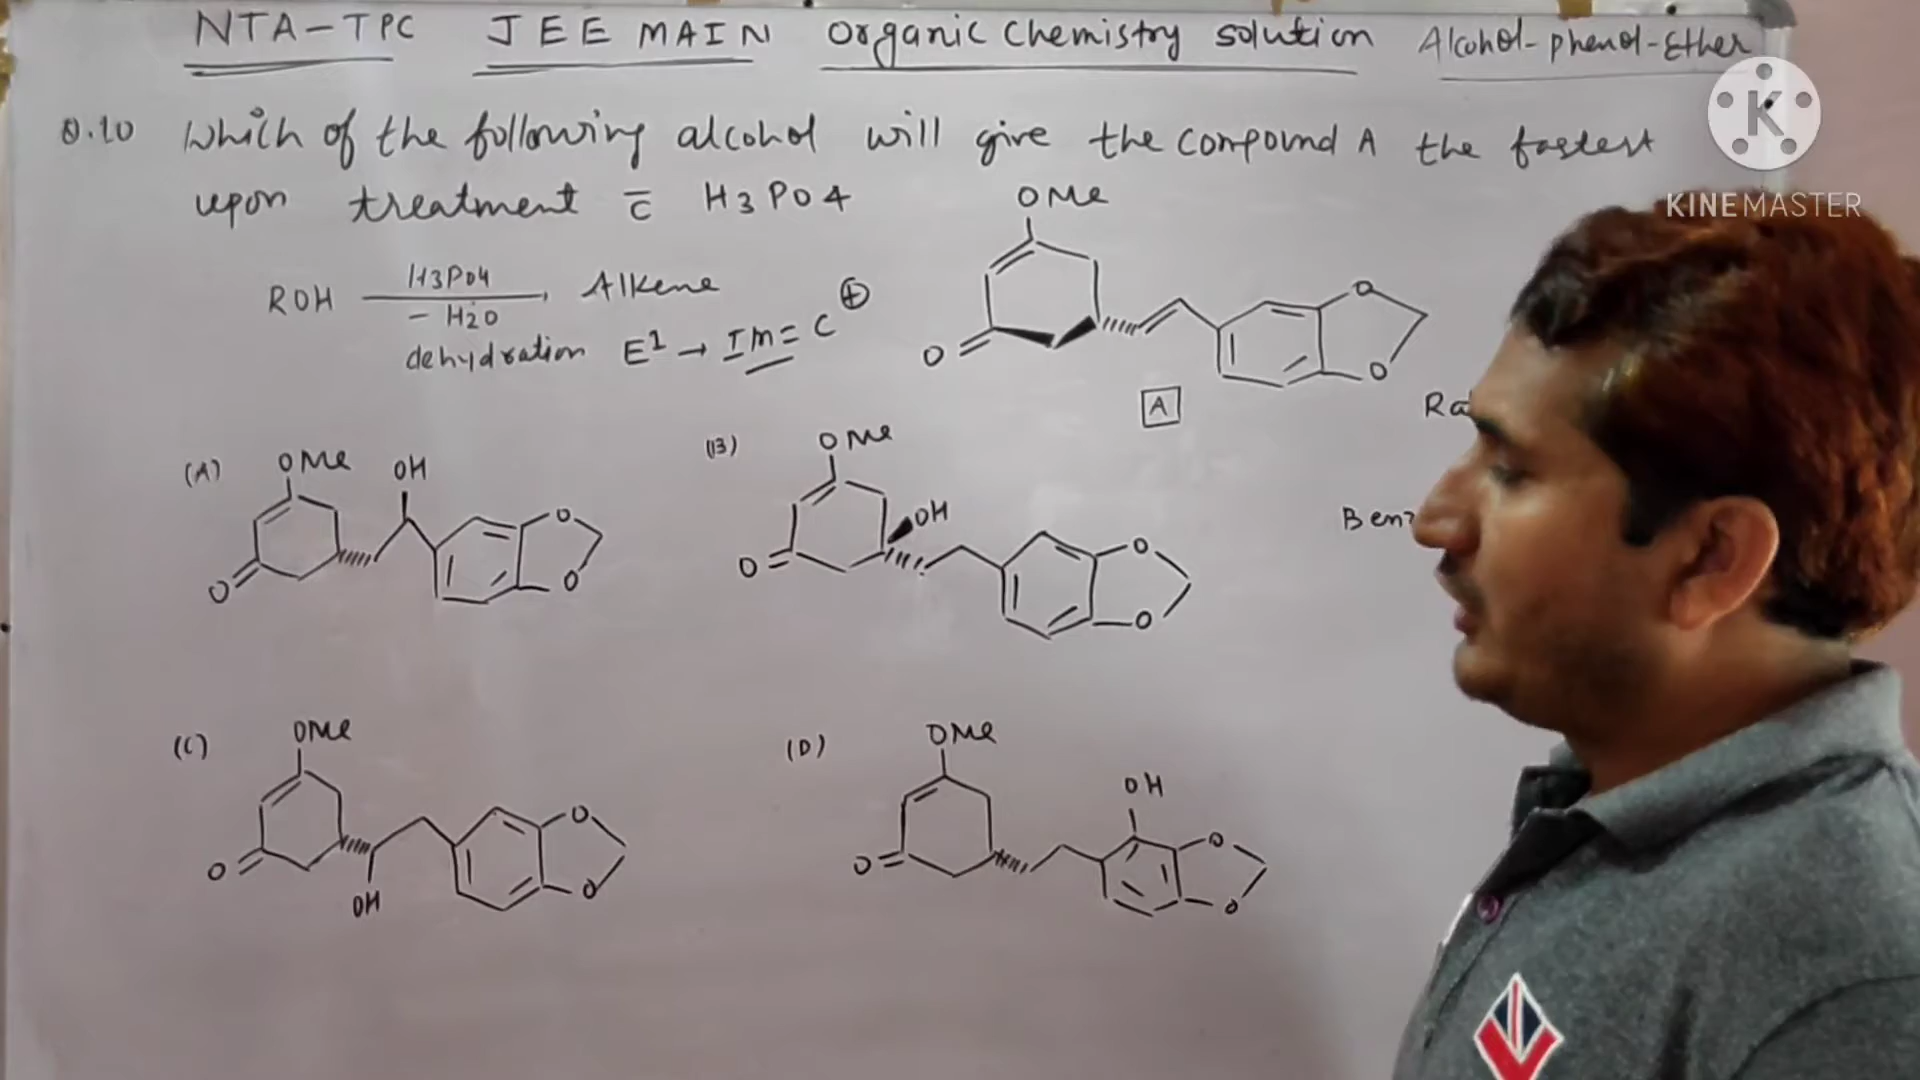 NTA-TPC JEE MAIN Organic Chemistry solution Alcohol-phenol-Ether
Q.10 Which of the following alcohol will give the compound A the fastest
upon treatment c̄ H3PO4
K
KINEMASTER
OMe
O
O
O
A
ROH H3PO4 Alkene
- H2O
dehydration E1 → Im = C⊕
Ra
Ben
(A) OMe OH
O
O
O
(B) OMe
OH
O
O
O
(C) OMe
O
O
O
OH
(D) OMe
OH
O
O
O